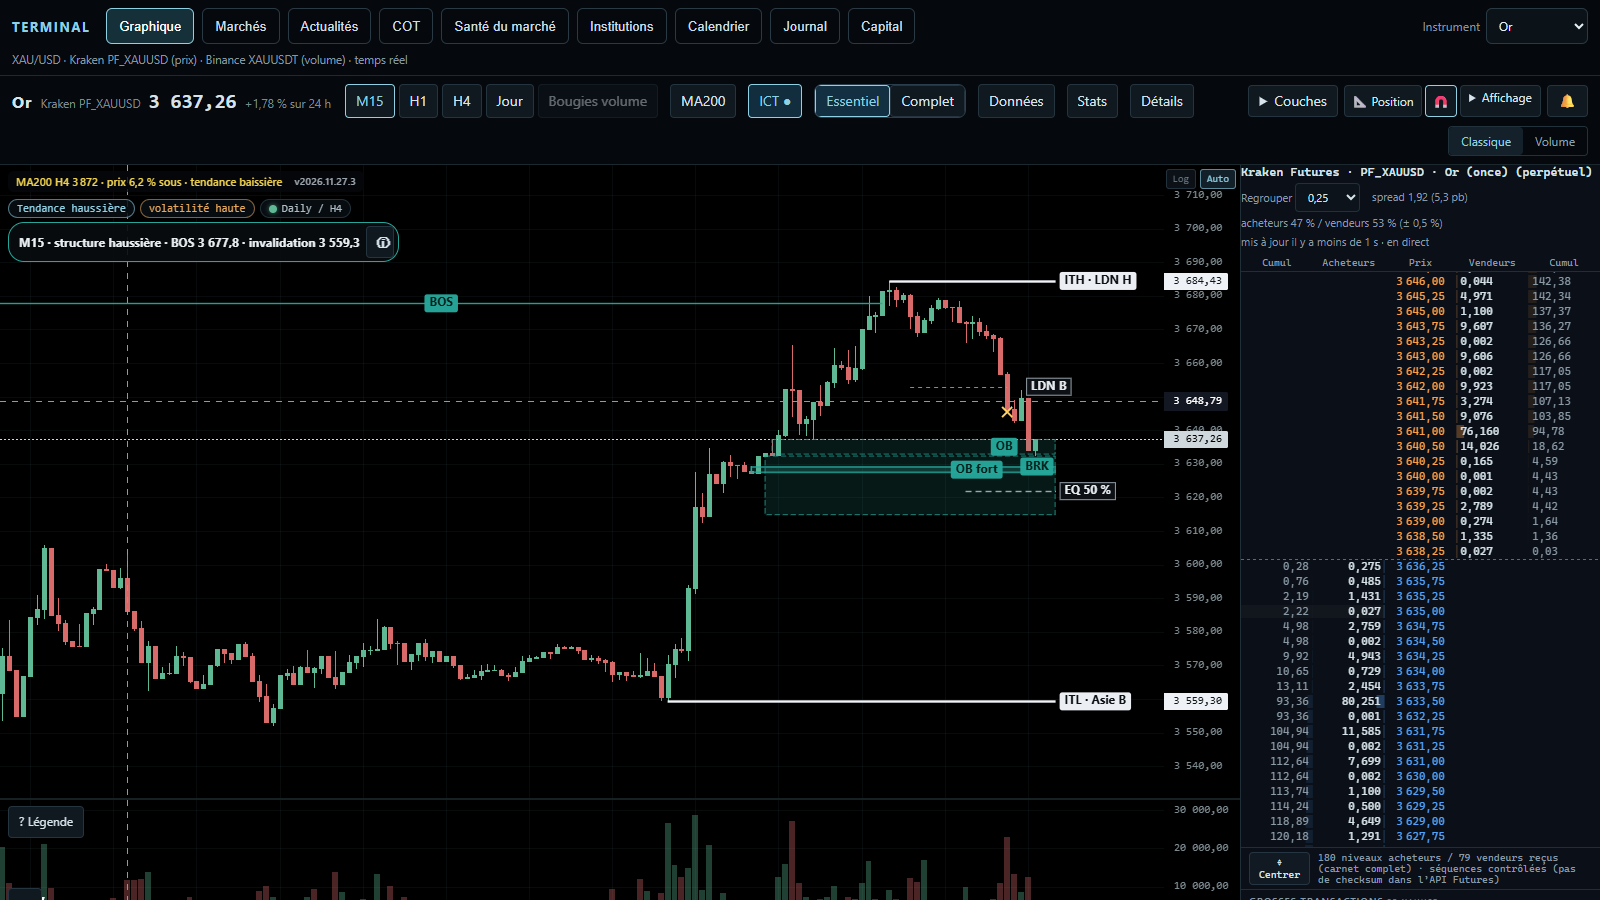 TERMINAL Graphique Marchés Actualités COT Santé du marché Institutions Calendrier Journal Capital Instrument Or
XAU/USD · Kraken PF_XAUUSD (prix) · Binance XAUUSDT (volume) · temps réel
Or Kraken PF_XAUUSD 3 637,26 +1,78 % sur 24 h M15 H1 H4 Jour Bougies volume MA200 ICT ● Essentiel Complet Données Stats Détails ▶ Couches Position ▶ Affichage
Classique Volume
MA200 H4 3 872 · prix 6,2 % sous · tendance baissière v2026.11.27.3
Tendance haussière volatilité haute Daily / H4
M15 · structure haussière · BOS 3 677,8 · invalidation 3 559,3
Log Auto
3 710,00
3 700,00
3 690,00
ITH · LDN H 3 684,43
3 680,00
BOS
3 670,00
3 660,00
LDN B
3 648,79
3 640,00
3 637,26
OB
3 630,00
OB fort BRK
EQ 50 %
3 620,00
3 610,00
3 600,00
3 590,00
3 580,00
3 570,00
ITL · Asie B 3 559,30
3 550,00
3 540,00
? Légende
30 000,00
20 000,00
10 000,00
Kraken Futures · PF_XAUUSD · Or (once) (perpétuel)
Regrouper 0,25 spread 1,92 (5,3 pb)
acheteurs 47 % / vendeurs 53 % (± 0,5 %)
mis à jour il y a moins de 1 s · en direct
Cumul Acheteurs Prix Vendeurs Cumul
3 646,00 0,044 142,38
3 645,25 4,971 142,34
3 645,00 1,100 137,37
3 643,75 9,607 136,27
3 643,25 0,002 126,66
3 643,00 9,606 126,66
3 642,25 0,002 117,05
3 642,00 9,923 117,05
3 641,75 3,274 107,13
3 641,50 9,076 103,85
3 641,00 76,160 94,78
3 640,50 14,026 18,62
3 640,25 0,165 4,59
3 640,00 0,001 4,43
3 639,75 0,002 4,43
3 639,25 2,789 4,42
3 639,00 0,274 1,64
3 638,50 1,335 1,36
3 638,25 0,027 0,03
0,28 0,275 3 636,25
0,76 0,485 3 635,75
2,19 1,431 3 635,25
2,22 0,027 3 635,00
4,98 2,759 3 634,75
4,98 0,002 3 634,50
9,92 4,943 3 634,25
10,65 0,729 3 634,00
13,11 2,454 3 633,75
93,36 80,251 3 633,50
93,36 0,001 3 632,25
104,94 11,585 3 631,75
104,94 0,002 3 631,25
112,64 7,699 3 631,00
112,64 0,002 3 630,00
113,74 1,100 3 629,50
114,24 0,500 3 629,25
118,89 4,649 3 629,00
120,18 1,291 3 627,75
Centrer
180 niveaux acheteurs / 79 vendeurs reçus
(carnet complet) · séquences contrôlées (pas
de checksum dans l'API Futures)